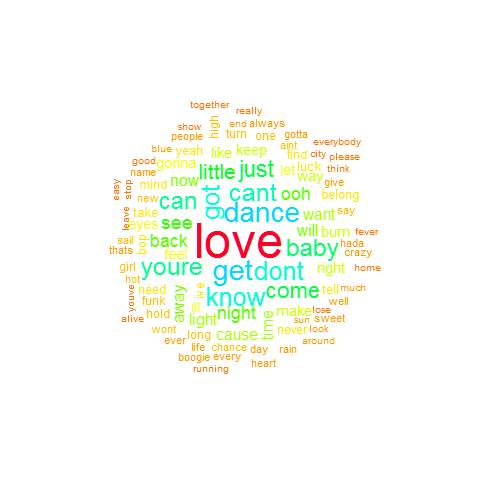 together
really
show
high
end
always
people
turn
one
gotta
blue
yeah
like
keep
aint
everybody
good
gonna
little
just
find
city
please
name
mind
now
let
luck
think
way
give
easy
stop
new
can
got
cant
ooh
belong
leave
take
eyes
see
dance
want
say
sail
bop
back
love
baby
will
burn
fever
thats
feel
hada
crazy
girl
youre
get
dont
right
home
hot
need
know
come
tell
much
youve
funk
away
ill
live
make
well
alive
hold
light
night
time
sun
lose
sweet
wont
long
cause
never
look
ever
life
chance
day
rain
around
boogie
every
running
heart